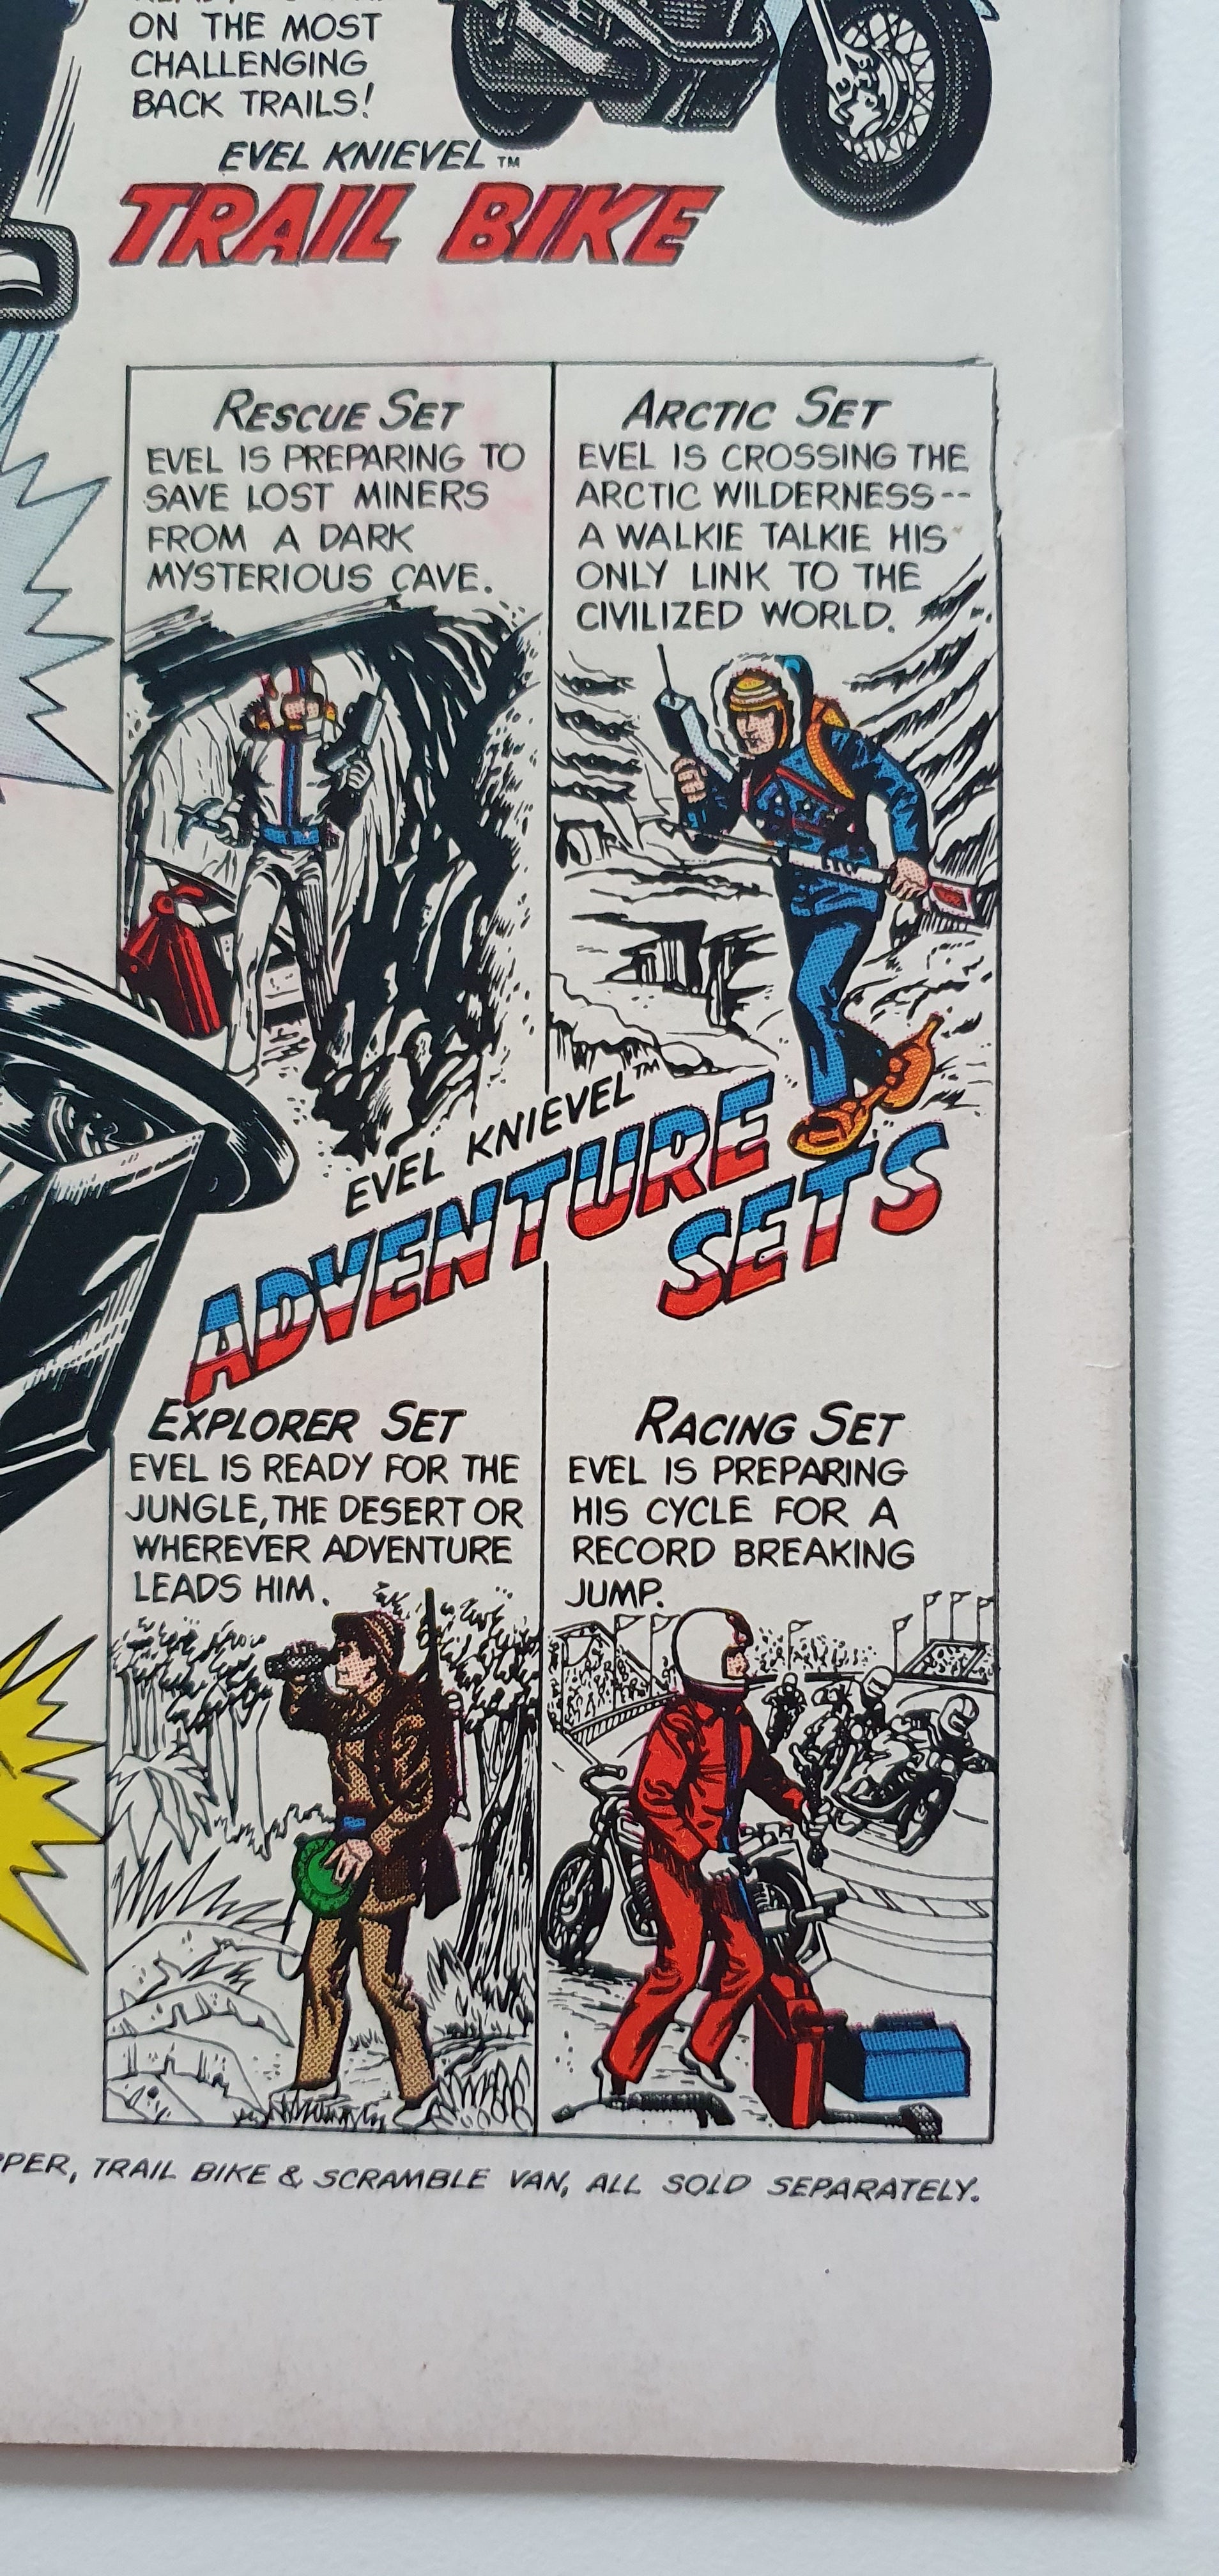 ON THE MOST
CHALLENGING
BACK TRAILS!
EVEL KNIEVEL™
TRAIL BIKE
RESCUE SET
EVEL IS PREPARING TO
SAVE LOST MINERS
FROM A DARK
MYSTERIOUS CAVE.
ARCTIC SET
EVEL IS CROSSING THE
ARCTIC WILDERNESS--
A WALKIE TALKIE HIS
ONLY LINK TO THE
CIVILIZED WORLD.
EVEL KNIEVEL™
ADVENTURE
SETS
EXPLORER SET
EVEL IS READY FOR THE
JUNGLE, THE DESERT OR
WHEREVER ADVENTURE
LEADS HIM.
RACING SET
EVEL IS PREPARING
HIS CYCLE FOR A
RECORD BREAKING
JUMP.
PER, TRAIL BIKE & SCRAMBLE VAN, ALL SOLD SEPARATELY.